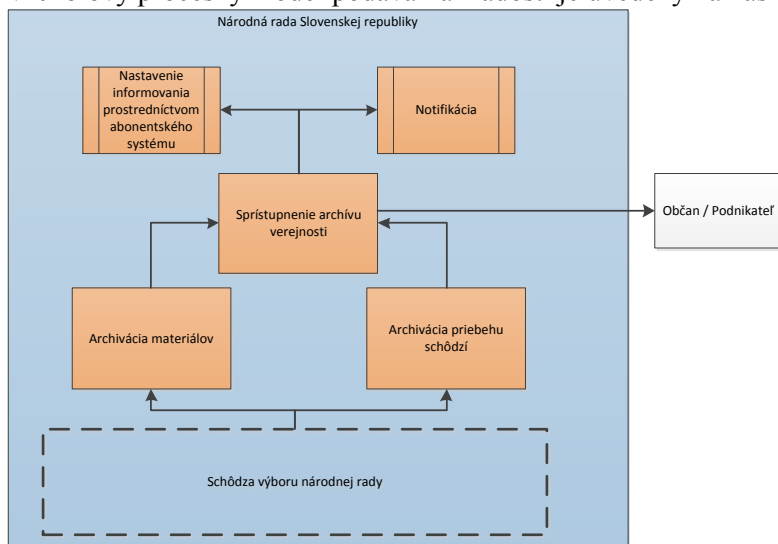 Národná rada Slovenskej republiky
Nastavenie
informovania
prostredníctvom
abonentského
systému
Notifikácia
Sprístupnenie archívu
verejnosti
Občan / Podnikateľ
Archivácia materiálov
Archivácia priebehu
schôdzí
Schôdza výboru národnej rady